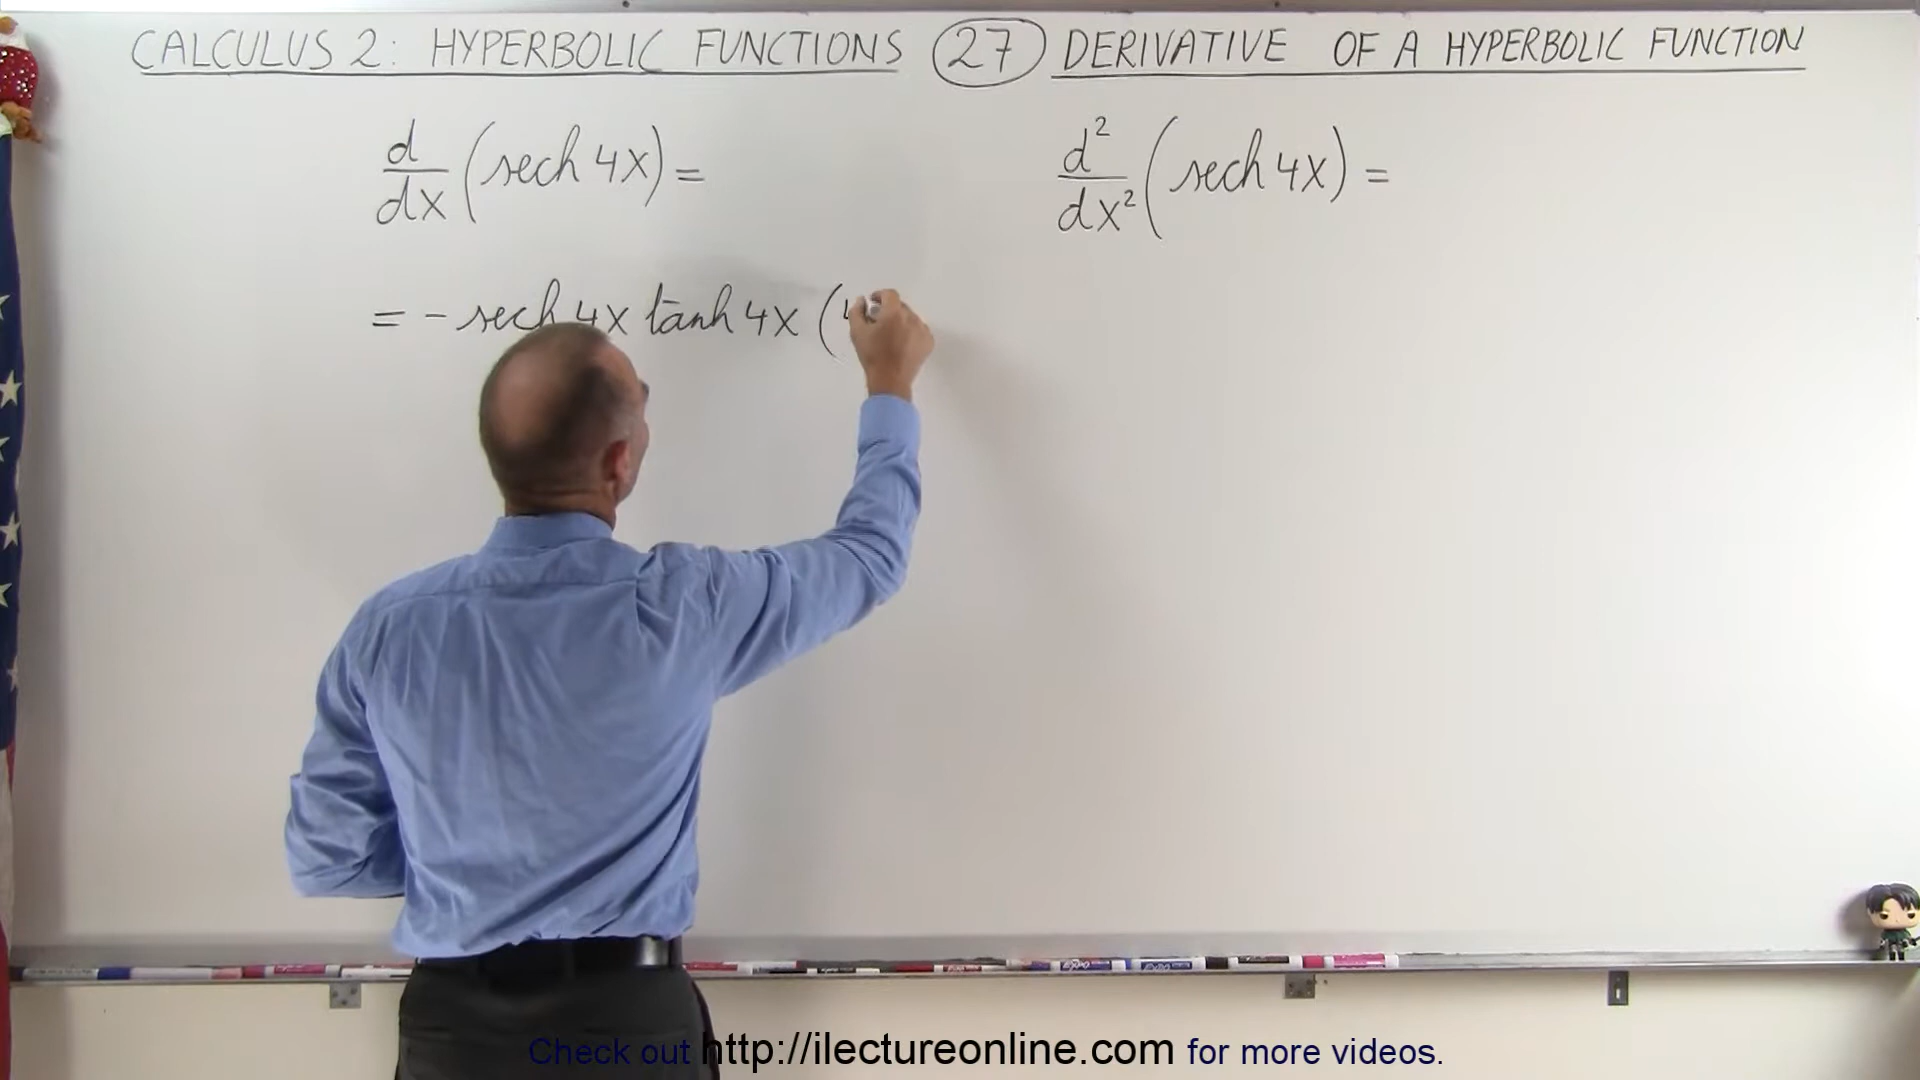 CALCULUS 2: HYPERBOLIC FUNCTIONS 27 DERIVATIVE OF A HYPERBOLIC FUNCTION
d/dx (sech 4x) =
d²/dx² (sech 4x) =
= - sech 4x tanh 4x (4
Check out http://ilectureonline.com for more videos.